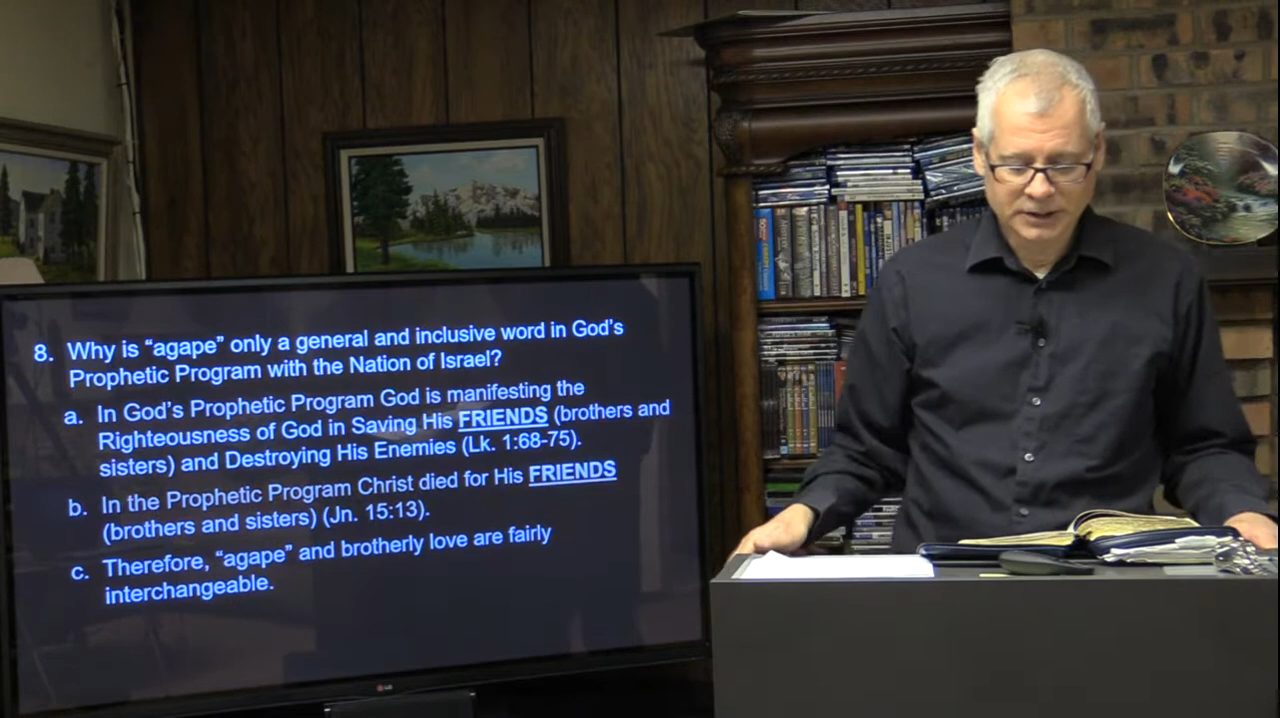 8. Why is “agape” only a general and inclusive word in God’s
Prophetic Program with the Nation of Israel?
a. In God’s Prophetic Program God is manifesting the
Righteousness of God in Saving His FRIENDS (brothers and
sisters) and Destroying His Enemies (Lk. 1:68-75).
b. In the Prophetic Program Christ died for His FRIENDS
(brothers and sisters) (Jn. 15:13).
c. Therefore, “agape” and brotherly love are fairly
interchangeable.
LG